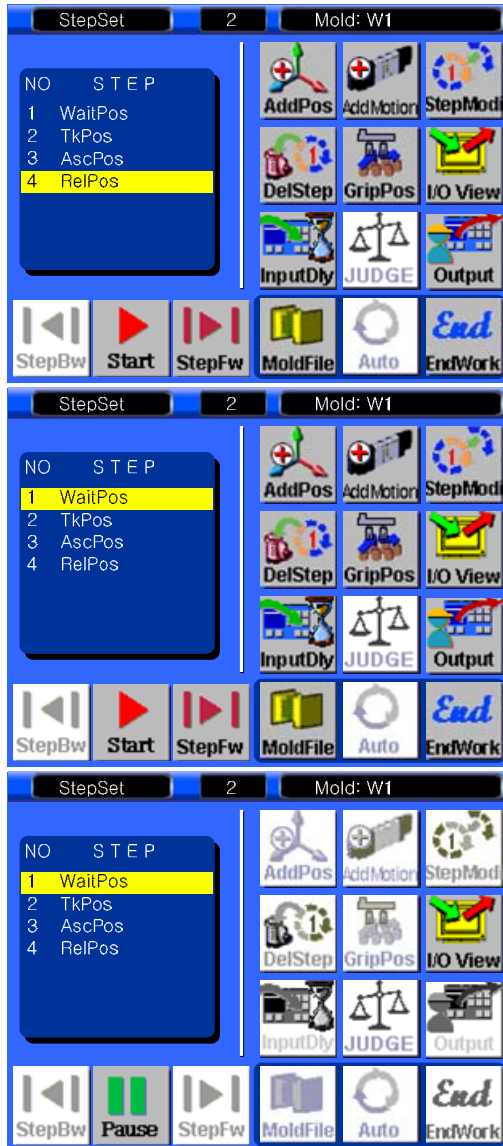 StepSet 2 Mold: W1
NO STEP
1 WaitPos
2 TkPos
3 AscPos
4 RelPos
AddPos AddMotion StepModi
DelStep GripPos I/O View
InputDly JUDGE Output
StepBw Start StepFw MoldFile Auto EndWork
End
StepSet 2 Mold: W1
NO STEP
1 WaitPos
2 TkPos
3 AscPos
4 RelPos
AddPos AddMotion StepModi
DelStep GripPos I/O View
InputDly JUDGE Output
End
StepBw Start StepFw MoldFile Auto EndWork
StepSet 2 Mold: W1
NO STEP
1 WaitPos
2 TkPos
3 AscPos
4 RelPos
AddPos AddMotion StepModi
DelStep GripPos I/O View
InputDly JUDGE Output
End
StepBw Pause StepFw MoldFile Auto EndWork